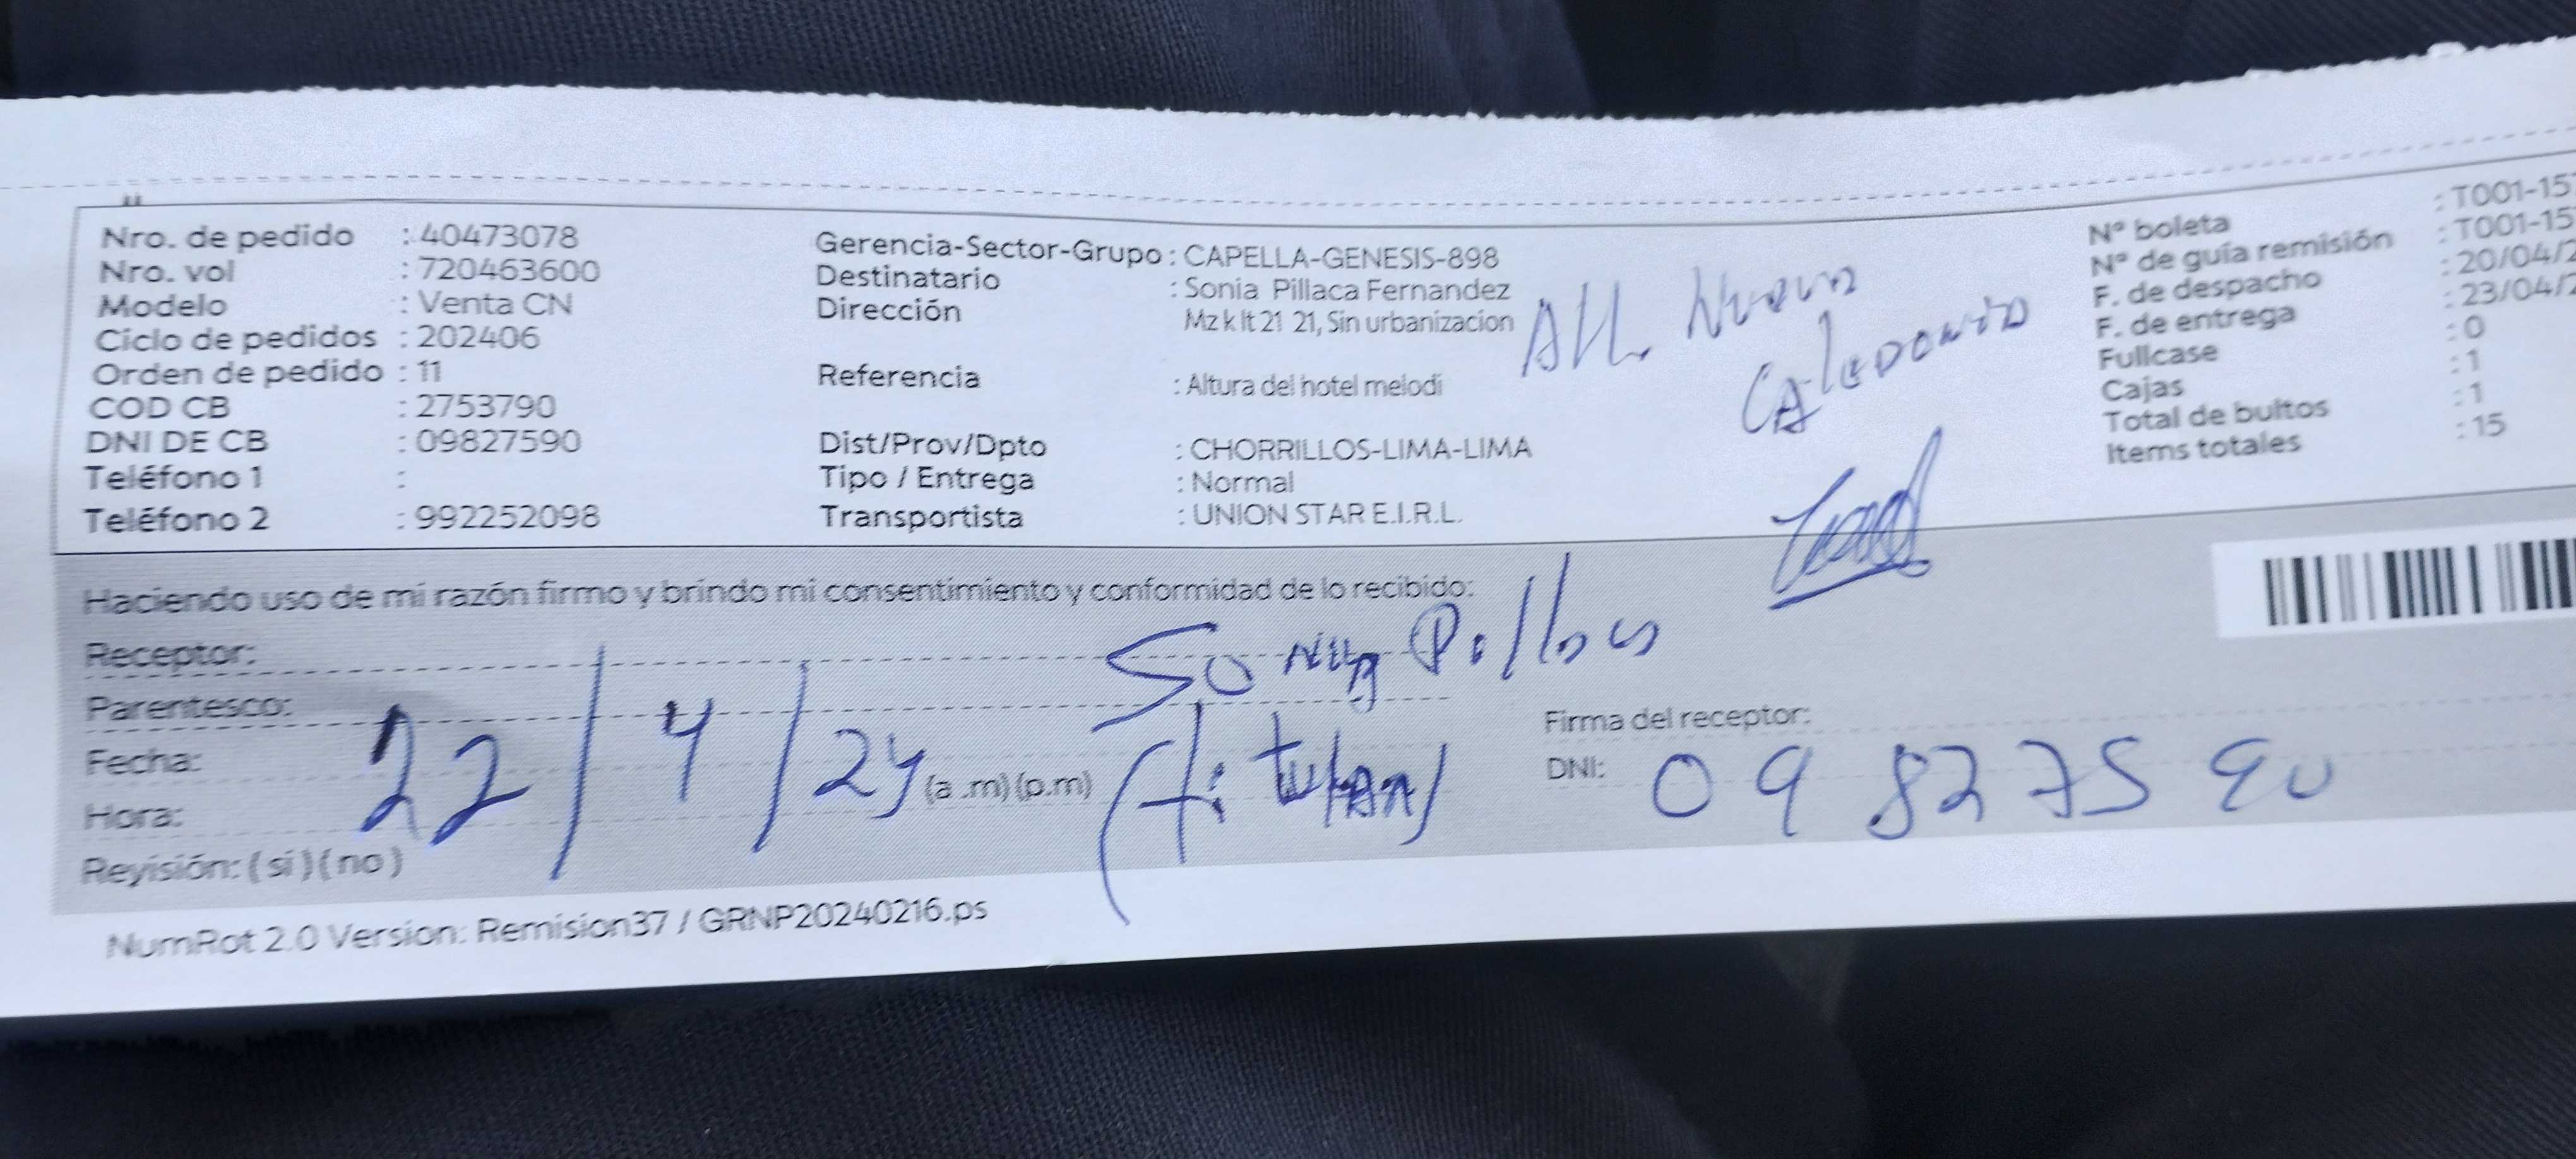 Nro. de pedido : 40473078
Nro. vol : 720463600
Modelo : Venta CN
Ciclo de pedidos : 202406
Orden de pedido : 11
COD CB : 2753790
DNI DE CB : 09827590
Teléfono 1 :
Teléfono 2 : 992252098
Gerencia-Sector-Grupo : CAPELLA-GENESIS-898
Destinatario : Sonia Pillaca Fernandez
Dirección Mz k lt 21 21, Sin urbanizacion
Referencia : Altura del hotel melodi
Dist/Prov/Dpto : CHORRILLOS-LIMA-LIMA
Tipo / Entrega : Normal
Transportista : UNION STAR E.I.R.L.
Nueva
Caledonia
Nº boleta : T001-15
Nº de guía remisión : T001-15
F. de despacho : 20/04/2
F. de entrega : 23/04/2
Fullcase : 0
Cajas : 1
Total de bultos : 1
Items totales : 15
Haciendo uso de mi razón firmo y brindo mi consentimiento y conformidad de lo recibido:
Receptor: Sonia Pillaca
Parentesco: (titular)
Fecha: 22/4/24
Hora: (a .m) (p.m)
Revisión: ( si ) ( no )
Firma del receptor:
DNI: 09827590
NumRot 2.0 Version: Remision37 / GRNP20240216.ps